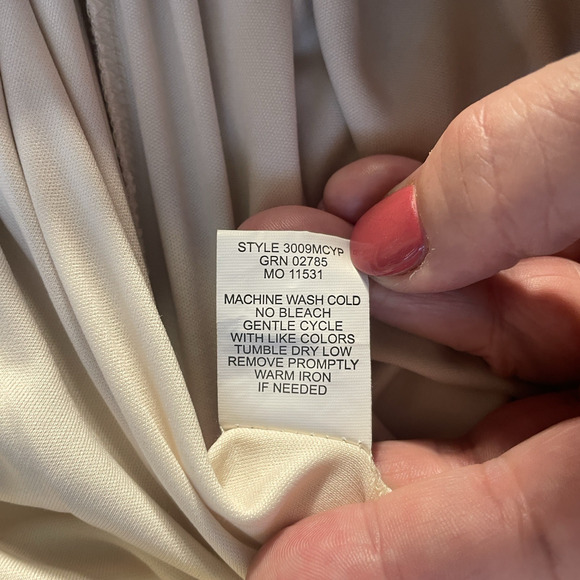 STYLE 3009MCYP
GRN 02785
MO 11531
MACHINE WASH COLD
NO BLEACH
GENTLE CYCLE
WITH LIKE COLORS
TUMBLE DRY LOW
REMOVE PROMPTLY
WARM IRON
IF NEEDED